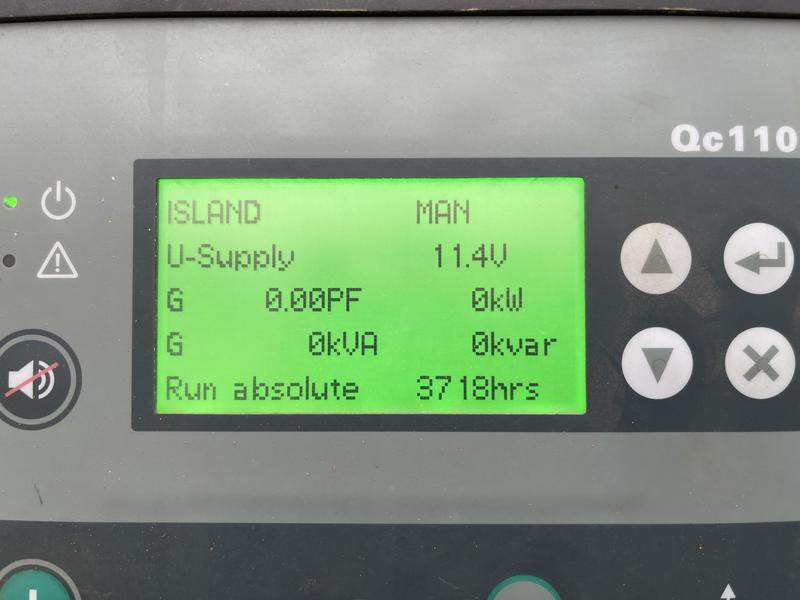 Qc110
ISLAND MAN
U-Supply 11.4V
G 0.00PF 0kW
G 0kVA 0kvar
Run absolute 3718hrs